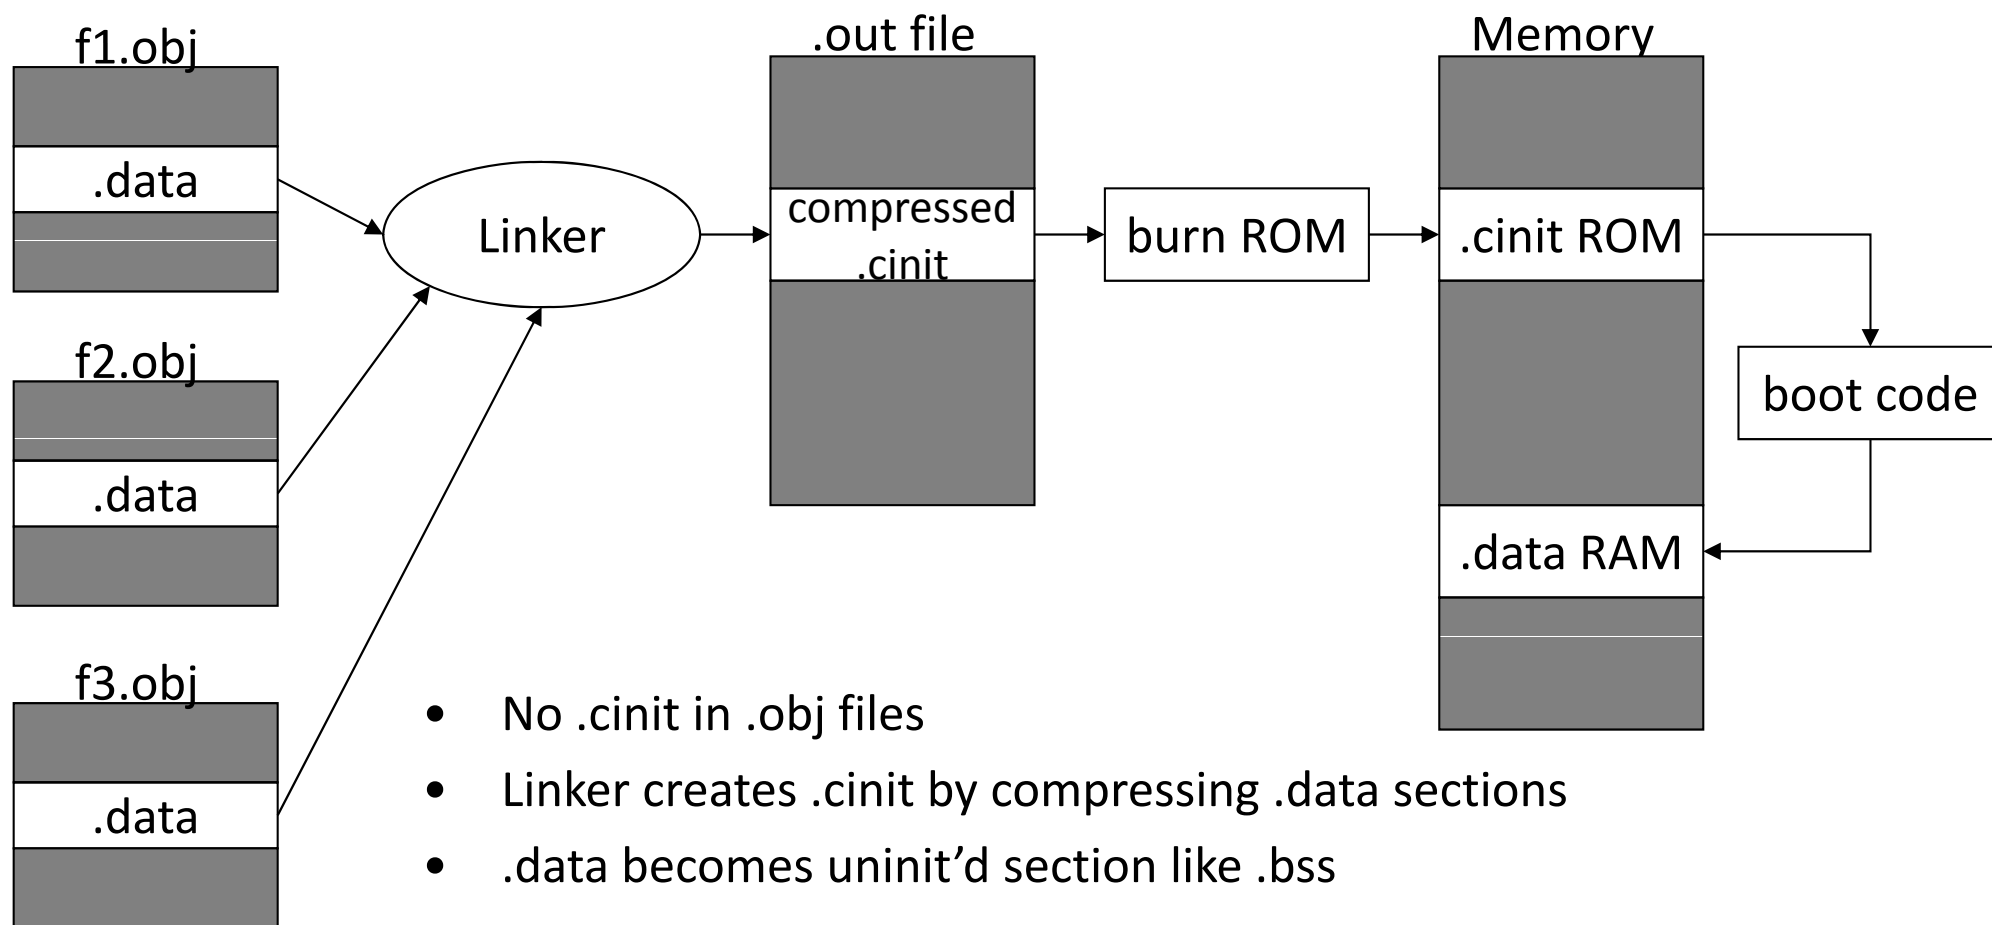 f1.obj
.data
f2.obj
.data
f3.obj
.data
Linker
.out file
compressed
.cinit
burn ROM
Memory
.cinit ROM
boot code
.data RAM
• No .cinit in .obj files
• Linker creates .cinit by compressing .data sections
• .data becomes uninit’d section like .bss